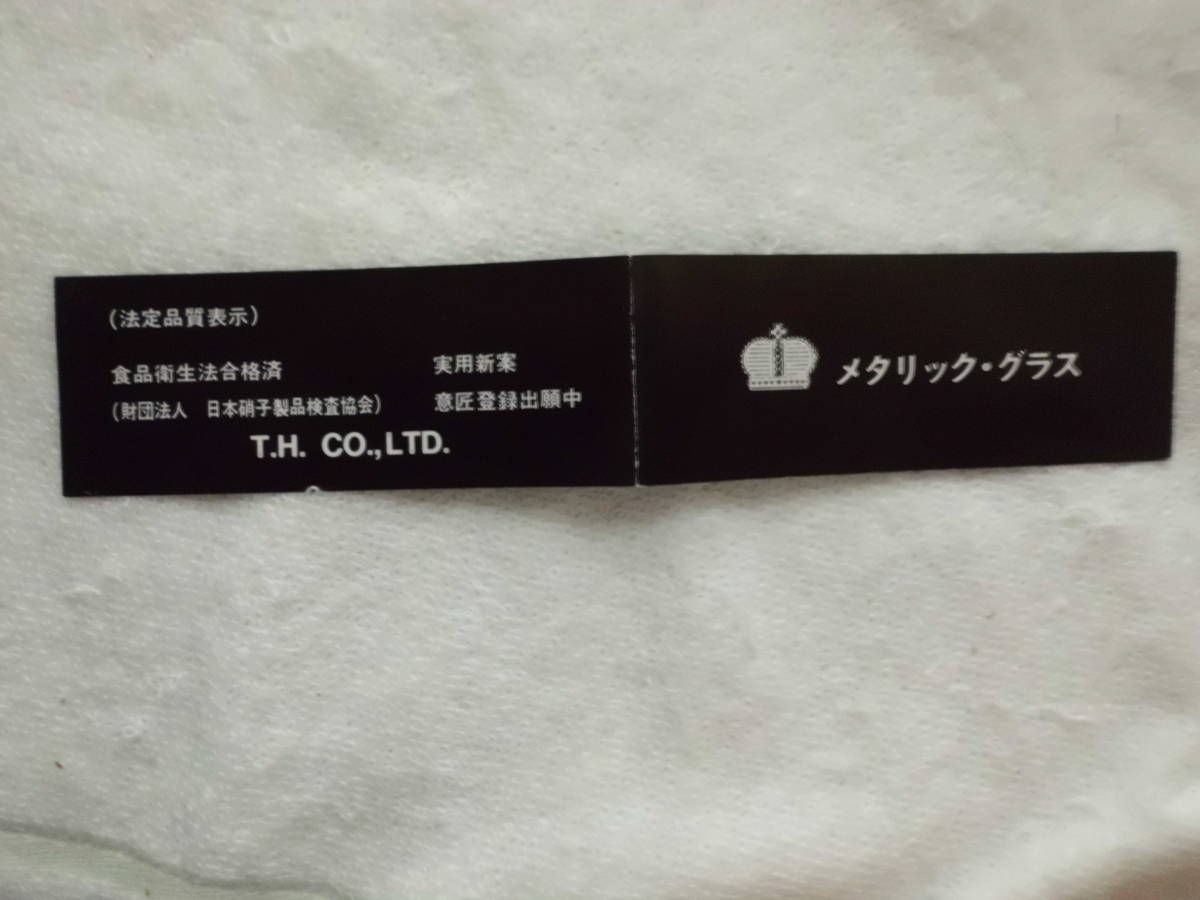 (法定品質表示)
食品衛生法合格済
(財団法人 日本硝子製品検査協会)
実用新案
意匠登録出願中
T.H. CO.,LTD.
メタリック・グラス